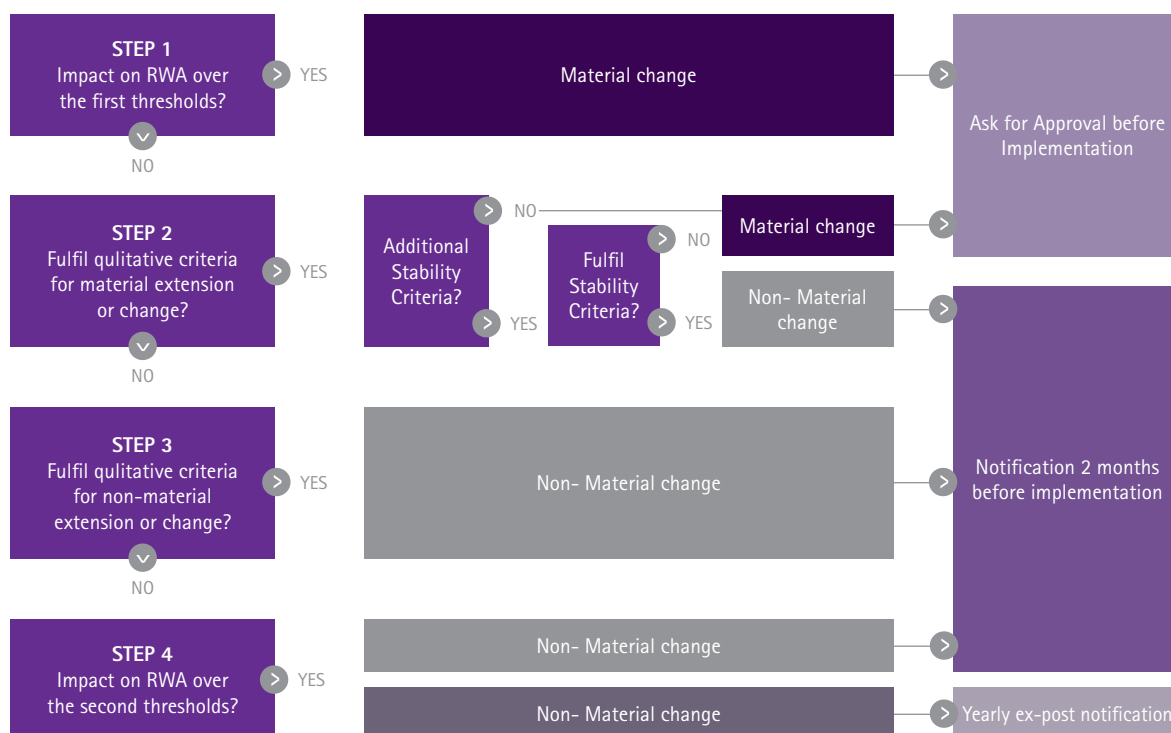 STEP 1
Impact on RWA over
the first thresholds?
YES
NO
Material change
Ask for Approval before
Implementation
STEP 2
Fulfil qulitative criteria
for material extension
or change?
YES
NO
Additional
Stability
Criteria?
NO
YES
Fulfil
Stability
Criteria?
NO
YES
Material change
Non- Material
change
STEP 3
Fulfil qulitative criteria
for non-material
extension or change?
YES
NO
Non- Material change
Notification 2 months
before implementation
STEP 4
Impact on RWA over
the second thresholds?
YES
Non- Material change
Non- Material change
Yearly ex-post notification